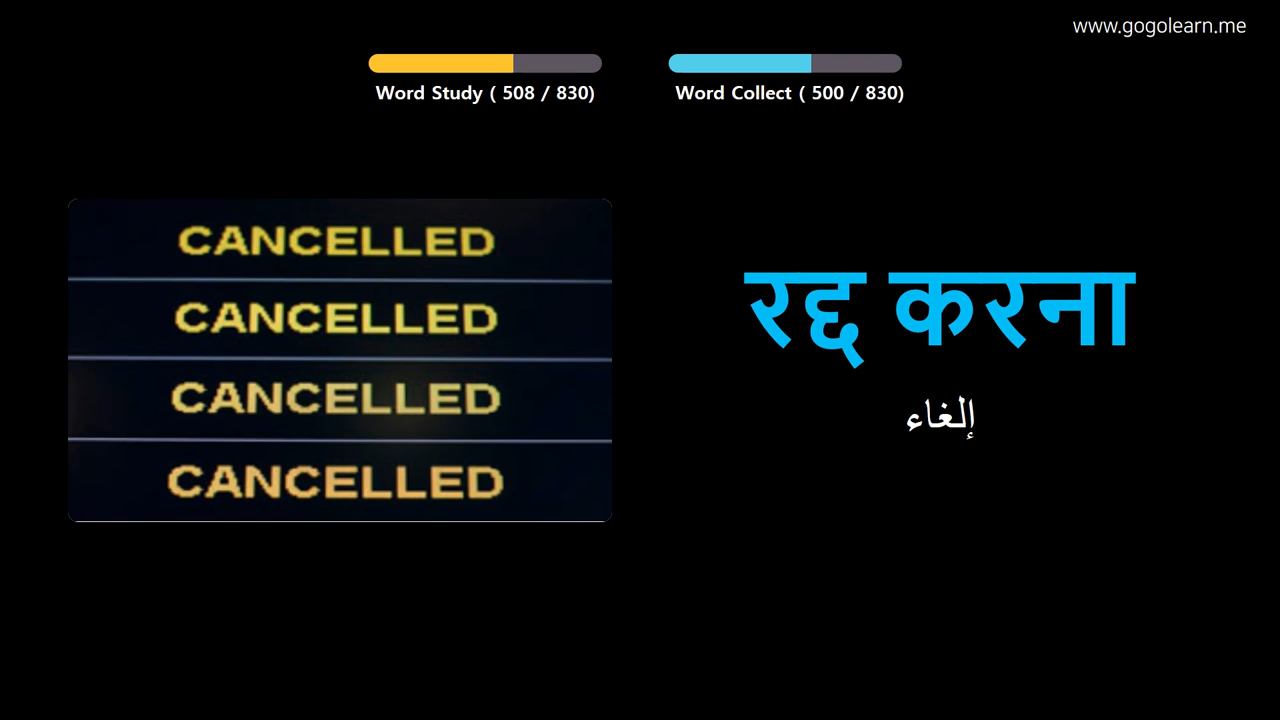 www.gogolearn.me
Word Study ( 508 / 830)
Word Collect ( 500 / 830)
CANCELLED
CANCELLED
CANCELLED
CANCELLED
रद्द करना
إلغاء